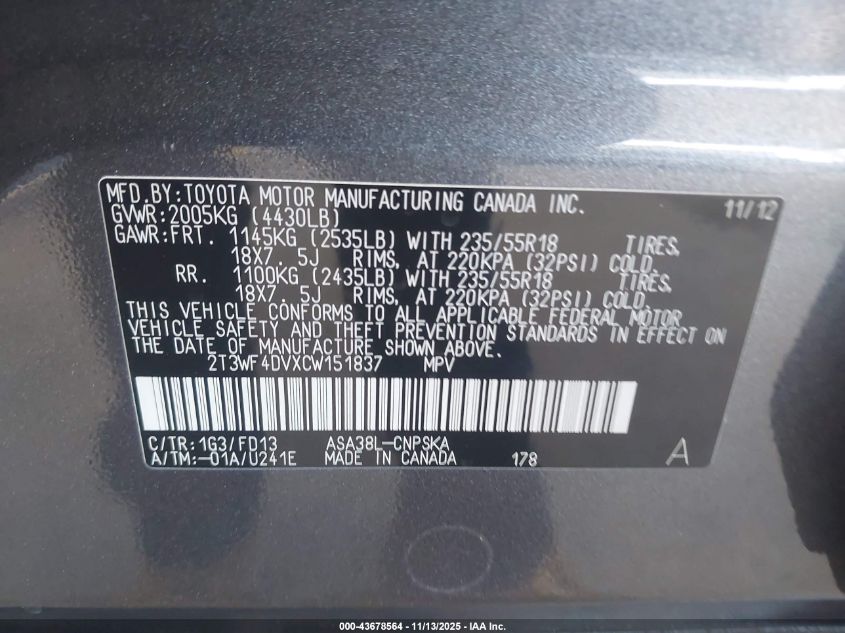 MFD.BY:TOYOTA MOTOR MANUFACTURING CANADA INC. 11/12
GVWR:2005KG (4430LB)
GAWR:FRT. 1145KG (2535LB) WITH 235/55R18 TIRES,
18X7.5J RIMS, AT 220KPA (32PSI) COLD.
RR. 1100KG (2435LB) WITH 235/55R18 TIRES,
18X7.5J RIMS, AT 220KPA (32PSI) COLD.
THIS VEHICLE CONFORMS TO ALL APPLICABLE FEDERAL MOTOR
VEHICLE SAFETY AND THEFT PREVENTION STANDARDS IN EFFECT ON
THE DATE OF MANUFACTURE SHOWN ABOVE.
2T3WF4DVXCW151837 MPV
C/TR:1G3/FD13 ASA38L-CNPSKA
A/TM:-01A/U241E MADE IN CANADA 178 A
000-43678564 - 11/13/2025 - IAA Inc.